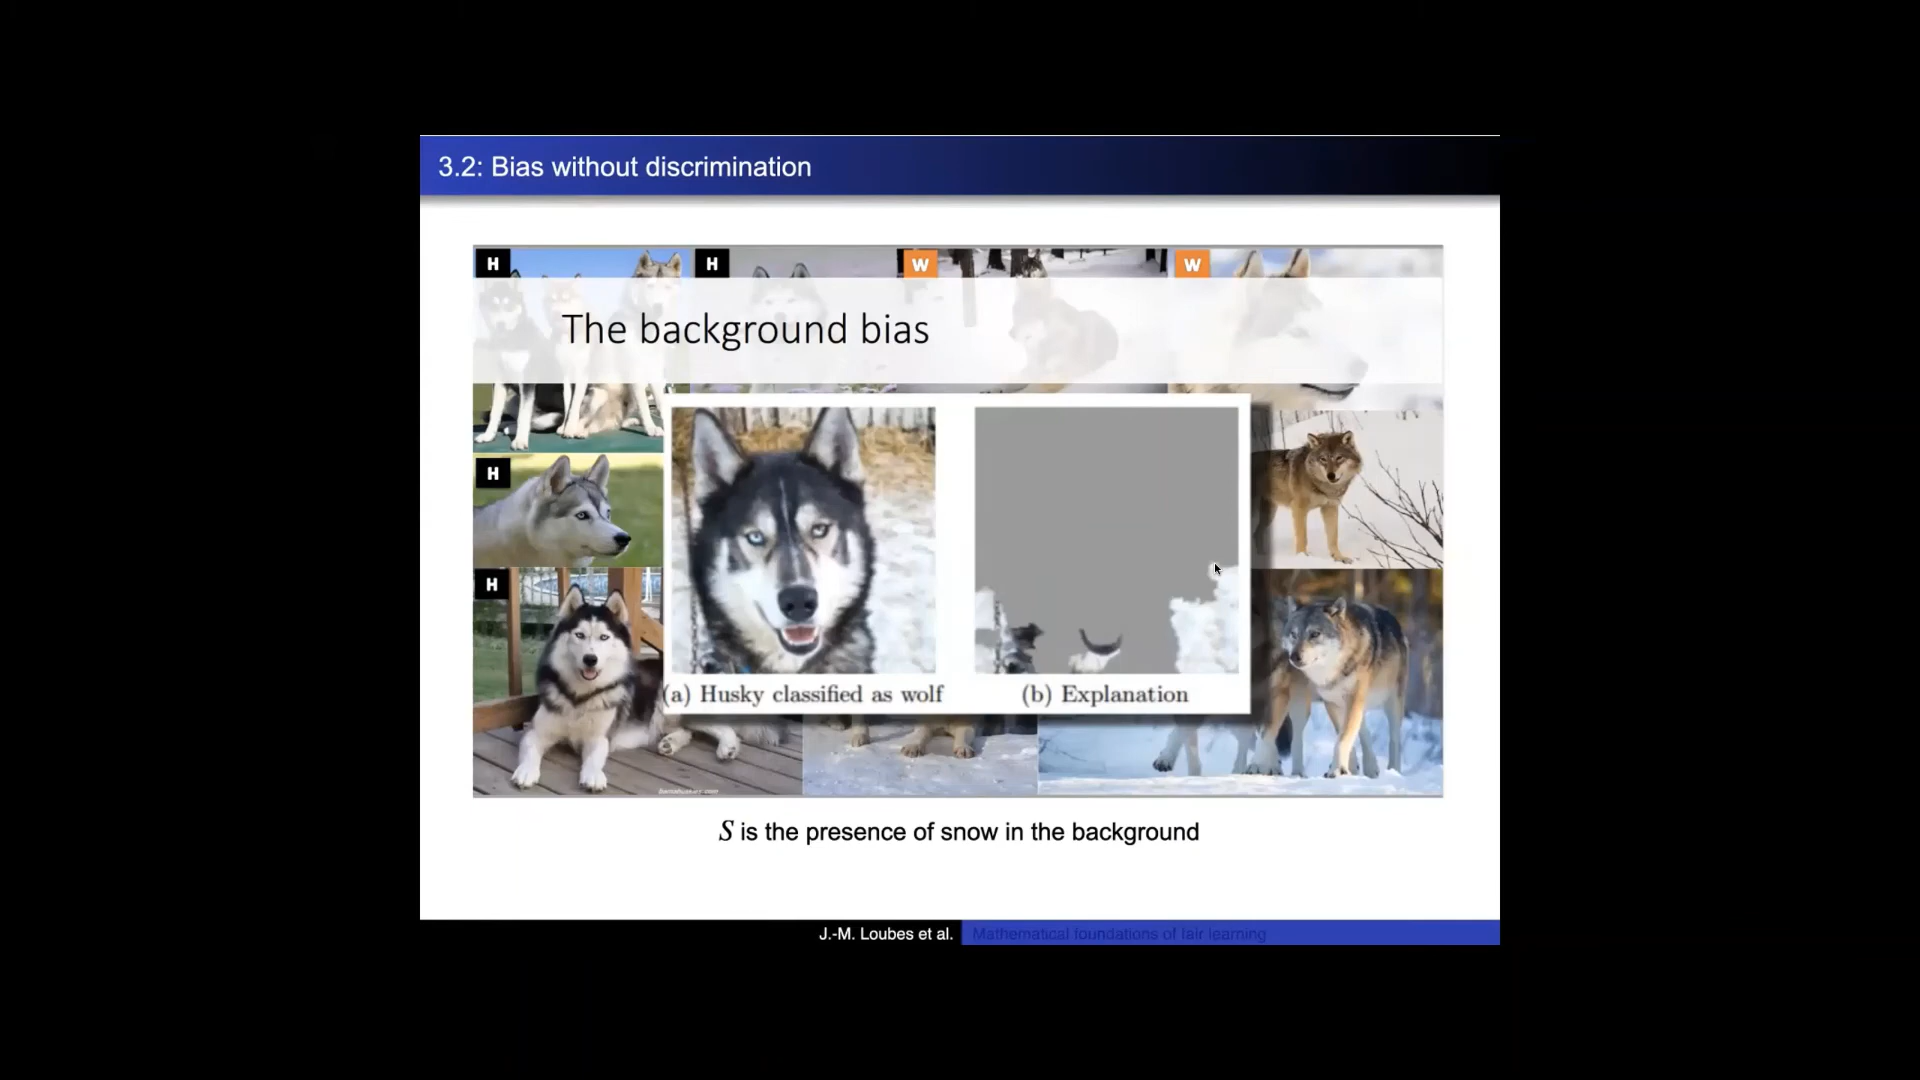 3.2: Bias without discrimination
H
H
W
W
The background bias
H
H
(a) Husky classified as wolf
(b) Explanation
S is the presence of snow in the background
J.-M. Loubes et al.
Mathematical foundations of fair learning